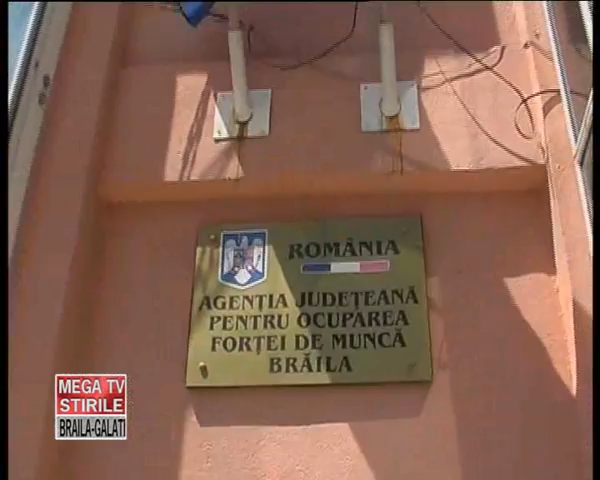 ROMÂNIA
AGENȚIA JUDEȚEANĂ
PENTRU OCUPAREA
FORȚEI DE MUNCĂ
BRĂILA
MEGA TV
STIRILE
BRAILA-GALATI